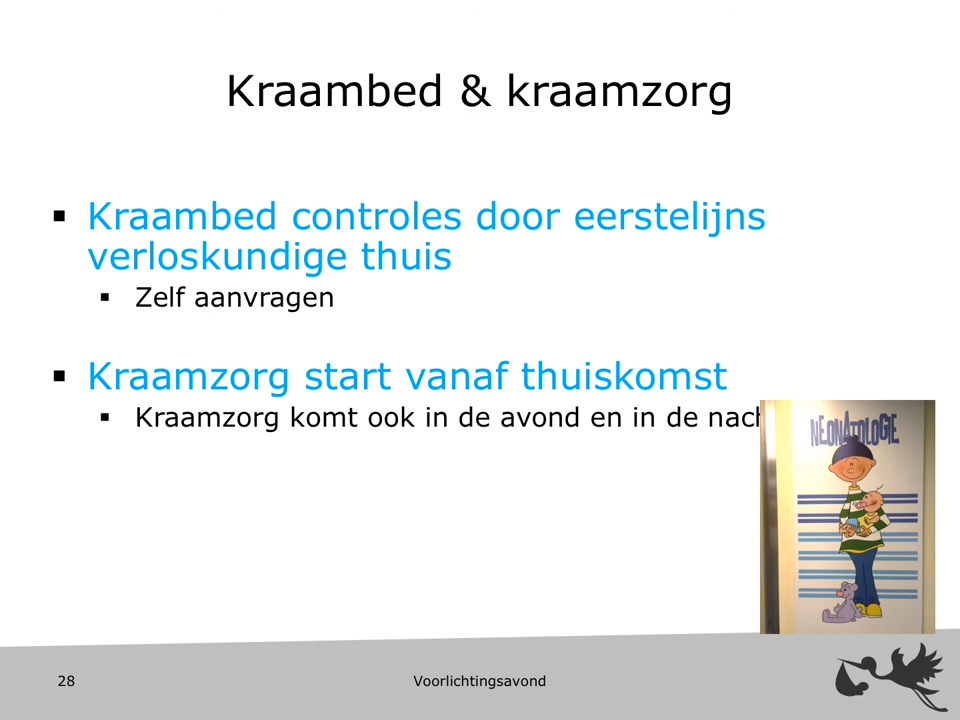 Kraambed & kraamzorg
▪ Kraambed controles door eerstelijns
verloskundige thuis
▪ Zelf aanvragen
▪ Kraamzorg start vanaf thuiskomst
▪ Kraamzorg komt ook in de avond en in de
NEONATOLOGIE
28
Voorlichtingsavond